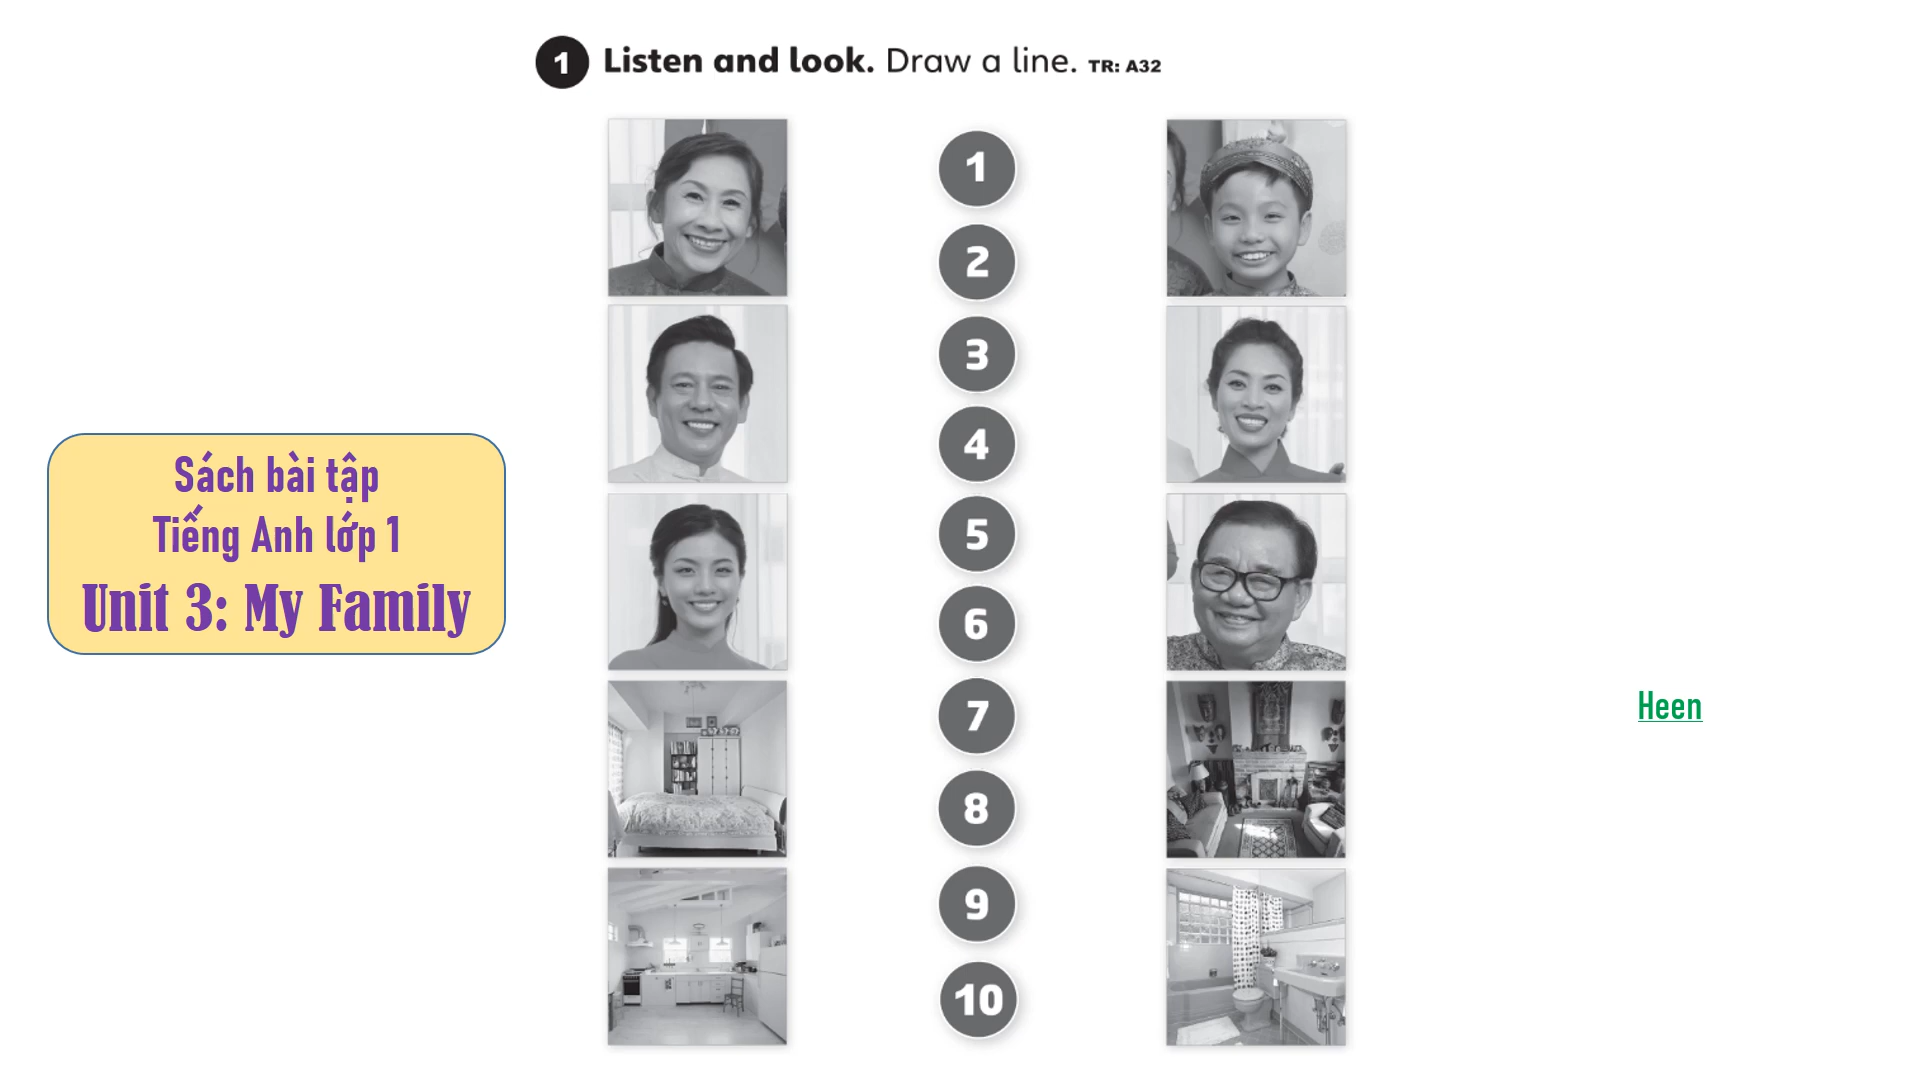 1 Listen and look. Draw a line. TR: A32
Sách bài tập
Tiếng Anh lớp 1
Unit 3: My Family
1
2
3
4
5
6
7
8
9
10
Heen